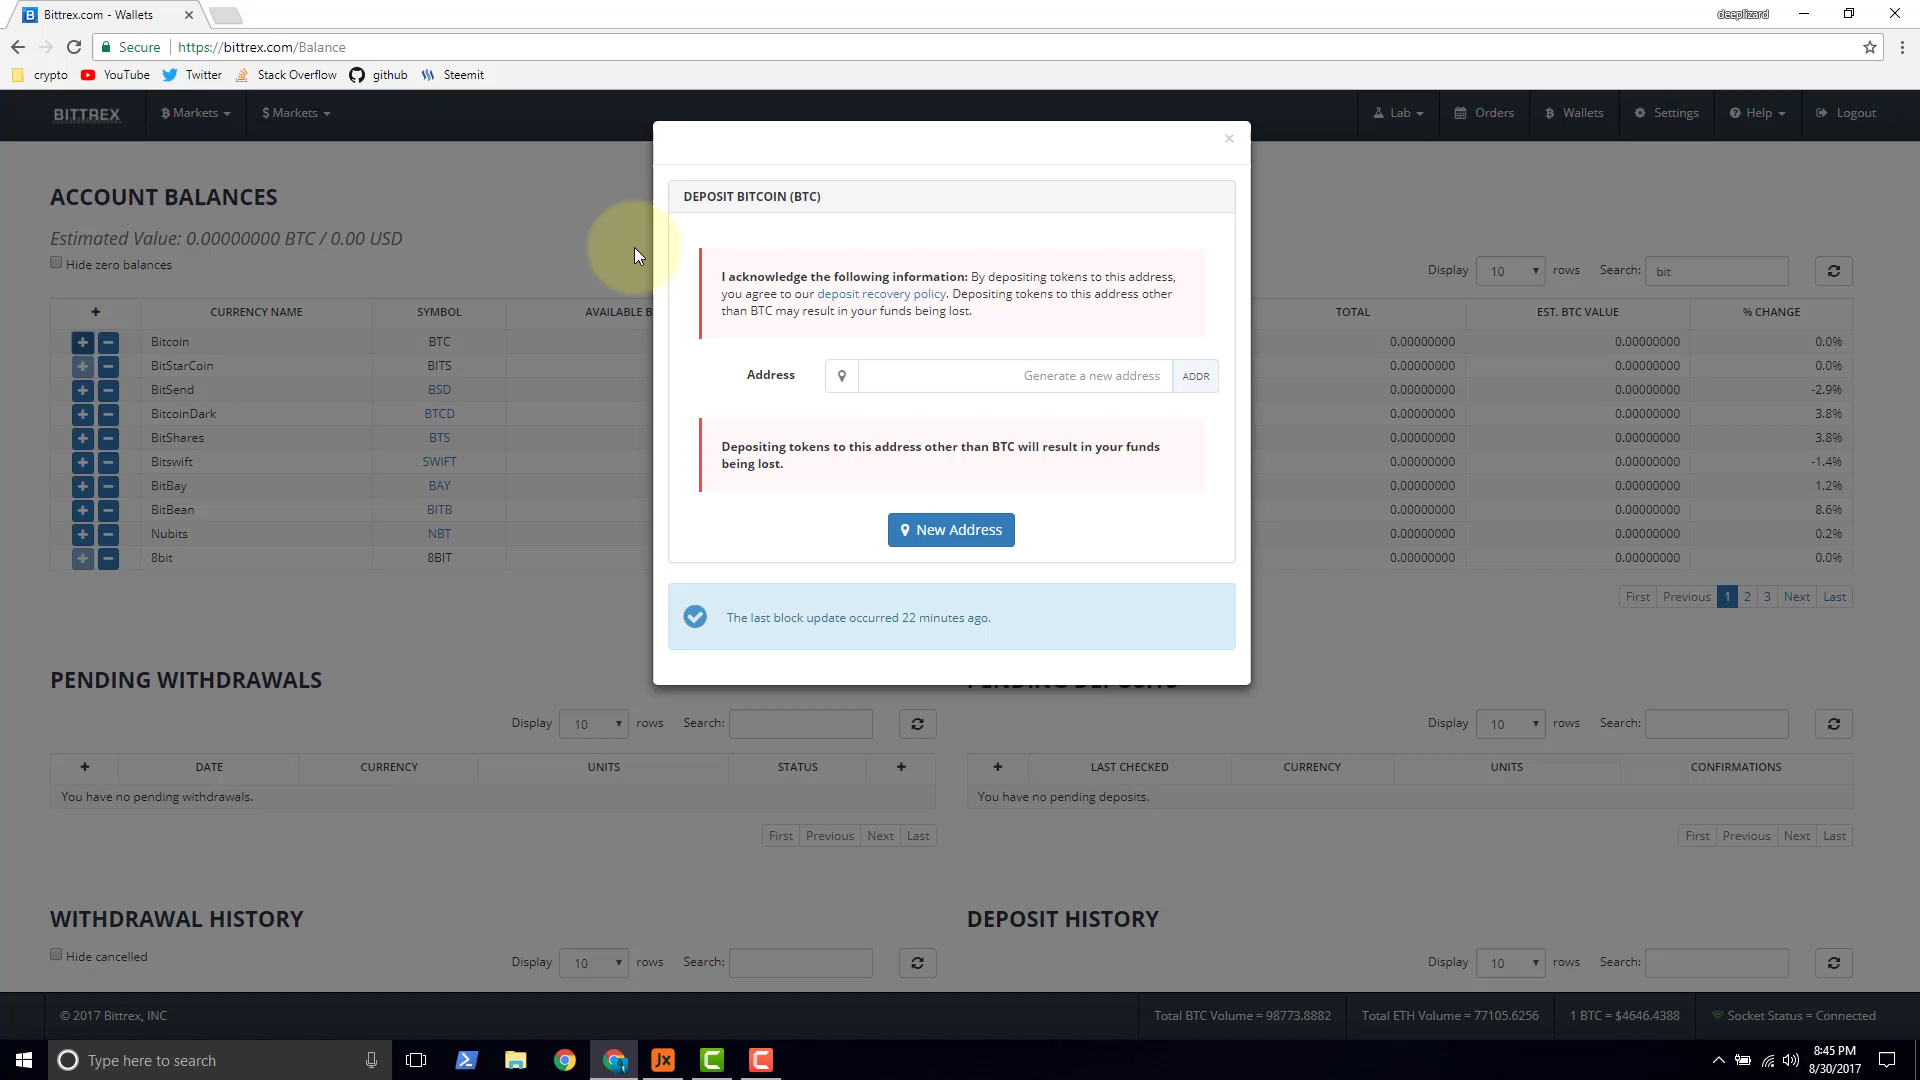 Bittrex.com - Wallets
deeplizard
Secure
https://bittrex.com/Balance
crypto
YouTube
Twitter
Stack Overflow
github
Steemit
BITTREX
Markets
$ Markets
Lab
Orders
Wallets
Settings
Help
Logout
ACCOUNT BALANCES
Estimated Value: 0.00000000 BTC / 0.00 USD
Hide zero balances
Display 10 rows Search: bit
+ CURRENCY NAME SYMBOL AVAILABLE B TOTAL EST. BTC VALUE % CHANGE
Bitcoin BTC 0.00000000 0.00000000 0.0%
BitStarCoin BITS 0.00000000 0.00000000 0.0%
BitSend BSD 0.00000000 0.00000000 -2.9%
BitcoinDark BTCD 0.00000000 0.00000000 3.8%
BitShares BTS 0.00000000 0.00000000 3.8%
Bitswift SWIFT 0.00000000 0.00000000 -1.4%
BitBay BAY 0.00000000 0.00000000 1.2%
BitBean BITB 0.00000000 0.00000000 8.6%
Nubits NBT 0.00000000 0.00000000 0.2%
8bit 8BIT 0.00000000 0.00000000 0.0%
First Previous 1 2 3 Next Last
DEPOSIT BITCOIN (BTC)
I acknowledge the following information: By depositing tokens to this address,
you agree to our deposit recovery policy. Depositing tokens to this address other
than BTC may result in your funds being lost.
Address Generate a new address ADDR
Depositing tokens to this address other than BTC will result in your funds
being lost.
New Address
The last block update occurred 22 minutes ago.
PENDING WITHDRAWALS
Display 10 rows Search:
+ DATE CURRENCY UNITS STATUS +
You have no pending withdrawals.
First Previous Next Last
PENDING DEPOSITS
Display 10 rows Search:
+ LAST CHECKED CURRENCY UNITS CONFIRMATIONS
You have no pending deposits.
First Previous Next Last
WITHDRAWAL HISTORY
Hide cancelled
Display 10 rows Search:
DEPOSIT HISTORY
Display 10 rows Search:
© 2017 Bittrex, INC
Total BTC Volume = 98773.8882
Total ETH Volume = 77105.6256
1 BTC = $4646.4388
Socket Status = Connected
Type here to search
Jx
8:45 PM
8/30/2017